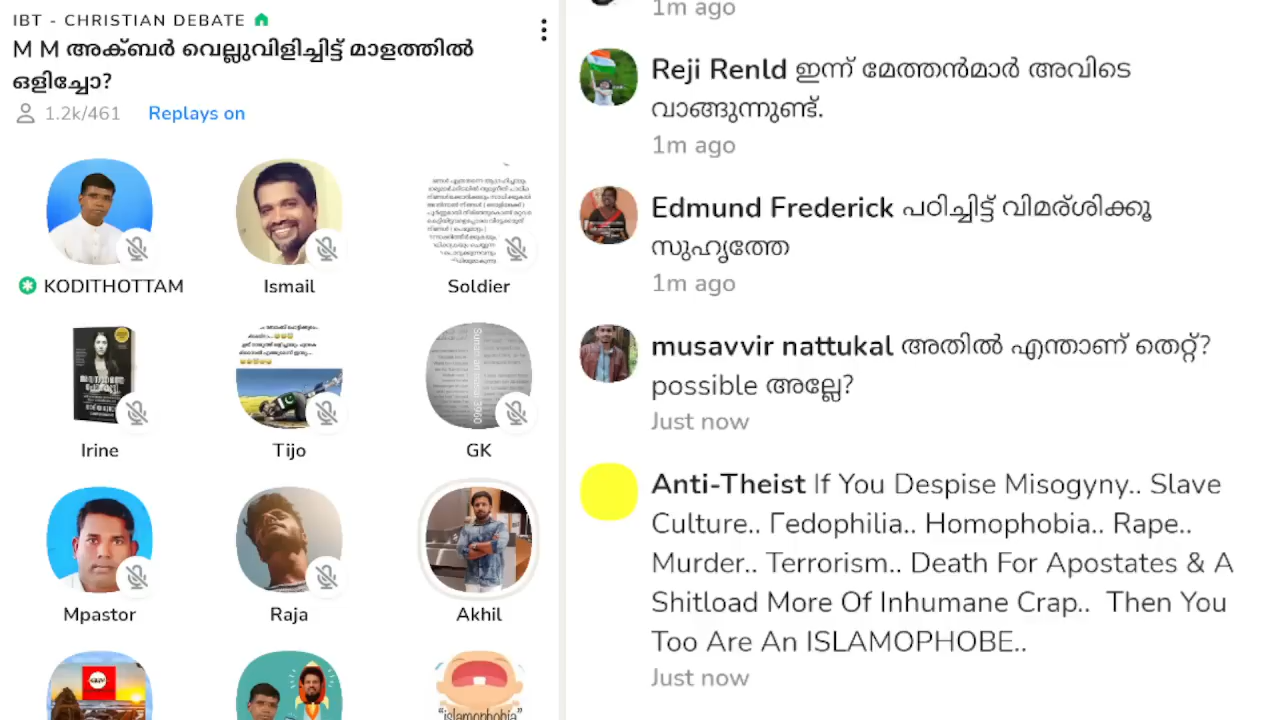 IBT - CHRISTIAN DEBATE
M M അക്ബർ വെല്ലുവിളിച്ചിട്ട് മാളത്തിൽ
ഒളിച്ചോ?
1.2k/461 Replays on
KODITHOTTAM
Ismail
Soldier
Irine
Tijo
GK
Mpastor
Raja
Akhil
"islamophobia"
1m ago
Reji Renld ഇന്ന് മേത്തൻമാർ അവിടെ
വാങ്ങുന്നുണ്ട്.
1m ago
Edmund Frederick പഠിച്ചിട്ട് വിമർശിക്കൂ
സുഹൃത്തേ
1m ago
musavvir nattukal അതിൽ എന്താണ് തെറ്റ്?
possible അല്ലേ?
Just now
Anti-Theist If You Despise Misogyny.. Slave
Culture.. Γedophilia.. Homophobia.. Rape..
Murder.. Terrorism.. Death For Apostates & A
Shitload More Of Inhumane Crap.. Then You
Too Are An ISLAMOPHOBE..
Just now